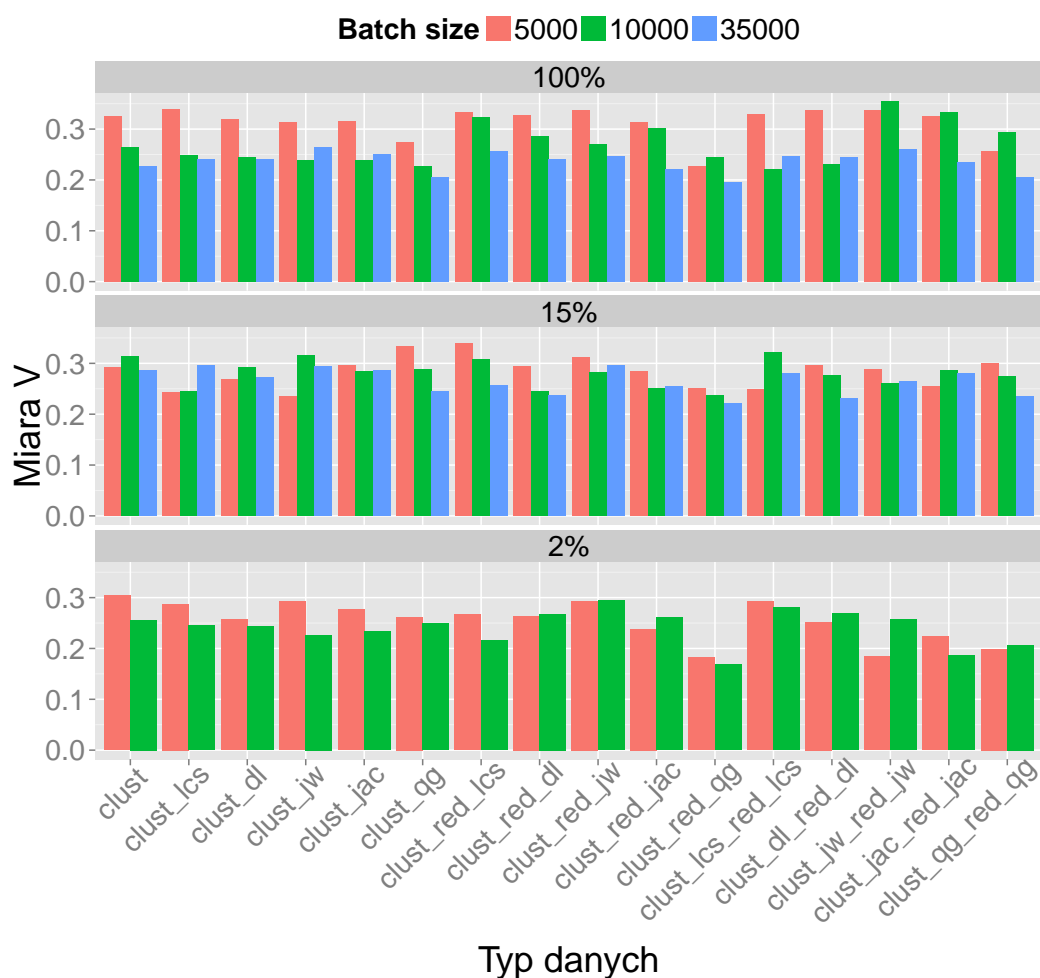 Batch size 5000 10000 35000
100%
0.3
0.2
0.1
0.0
15%
0.3
0.2
0.1
0.0
2%
0.3
0.2
0.1
0.0
Miara V
clust
clust_lcs
clust_dl
clust_jw
clust_jac
clust_qg
clust_red_lcs
clust_red_dl
clust_red_jw
clust_red_jac
clust_red_qg
clust_lcs_red_lcs
clust_dl_red_dl
clust_jw_red_jw
clust_jac_red_jac
clust_qg_red_qg
Typ danych